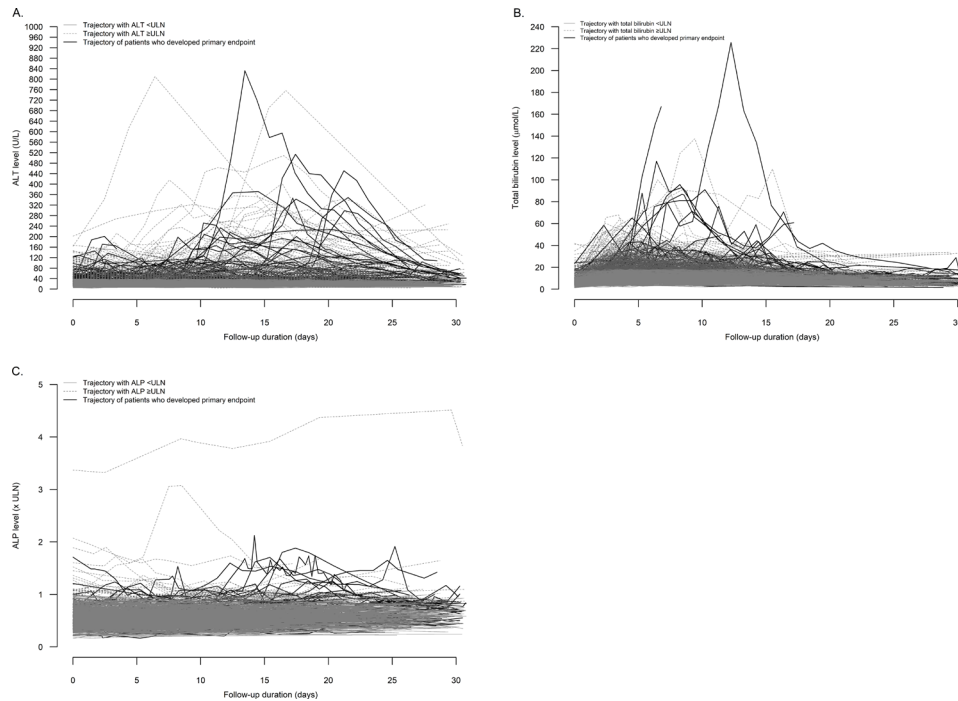 A.
Trajectory with ALT <ULN
Trajectory with ALT ≥ULN
Trajectory of patients who developed primary endpoint
ALT level (U/L)
1000
960
920
880
840
800
760
720
680
640
600
560
520
480
440
400
360
320
280
240
200
160
120
80
40
0
0 5 10 15 20 25 30
Follow-up duration (days)
B.
Trajectory with total bilirubin <ULN
Trajectory with total bilirubin ≥ULN
Trajectory of patients who developed primary endpoint
Total bilirubin level (μmol/L)
240
220
200
180
160
140
120
100
80
60
40
20
0
0 5 10 15 20 25 30
Follow-up duration (days)
C.
Trajectory with ALP <ULN
Trajectory with ALP ≥ULN
Trajectory of patients who developed primary endpoint
ALP level (x ULN)
5
4
3
2
1
0
0 5 10 15 20 25 30
Follow-up duration (days)